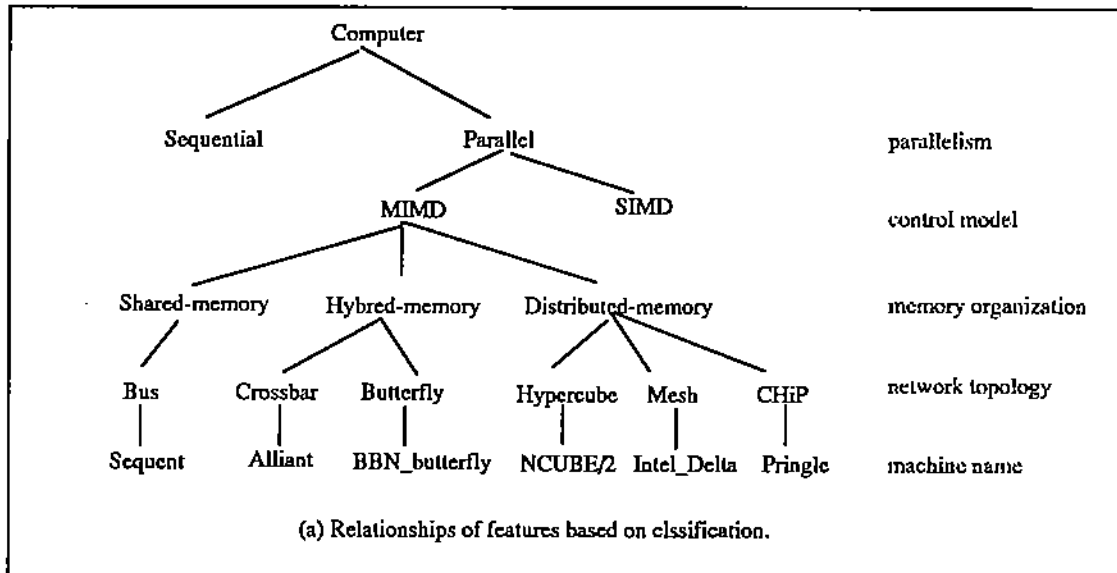 Computer
Sequential Parallel parallelism
MIMD SIMD control model
Shared-memory Hybred-memory Distributed-memory memory organization
Bus Crossbar Butterfly Hypercube Mesh CHiP network topology
Sequent Alliant BBN_butterfly NCUBE/2 Intel_Delta Pringle machine name
(a) Relationships of features based on clssification.